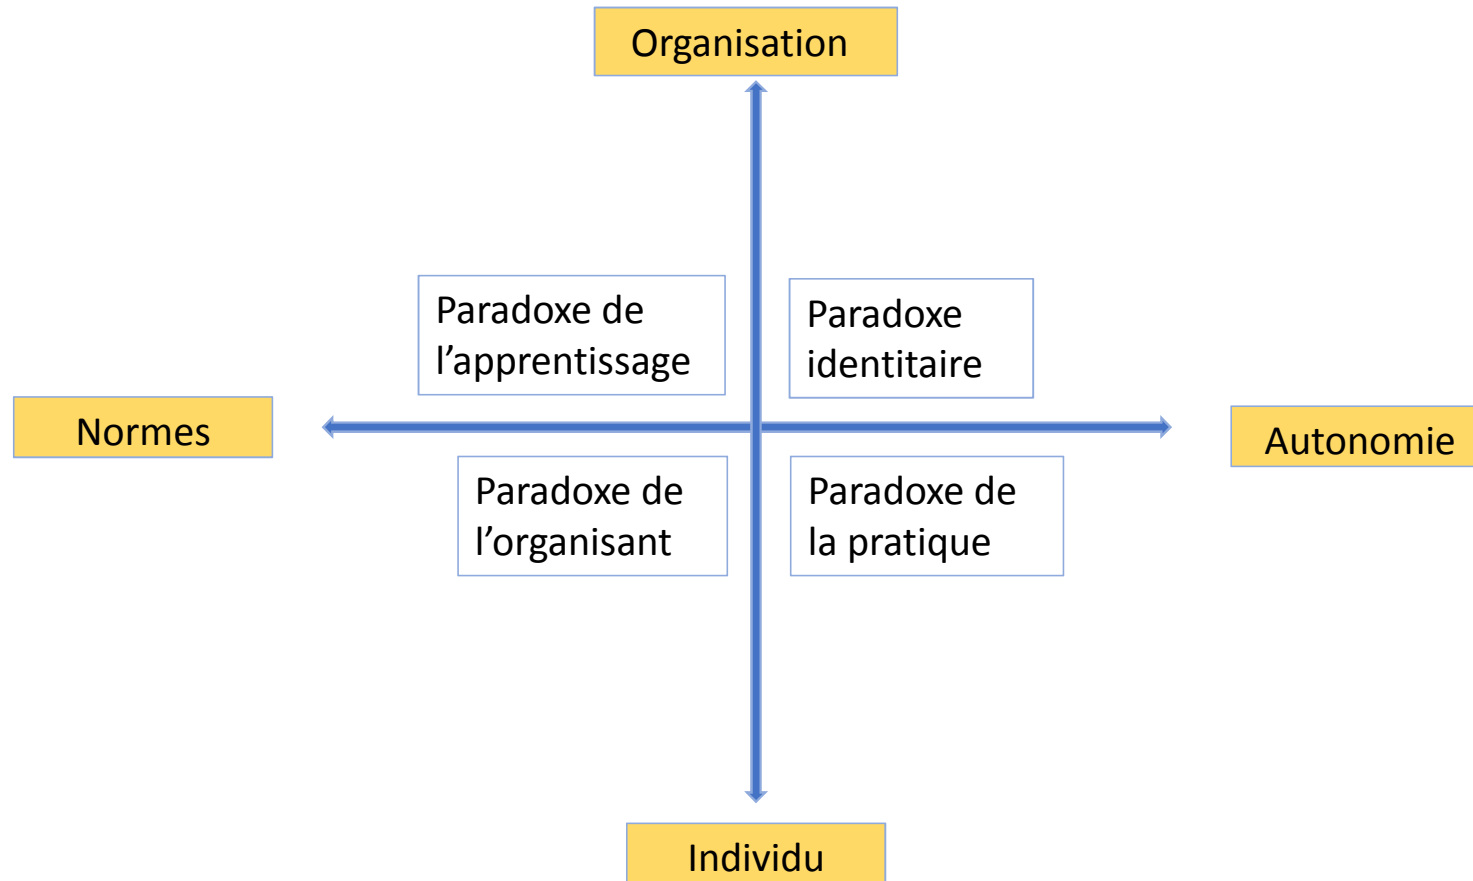 Organisation
Paradoxe de
l’apprentissage
Paradoxe
identitaire
Normes
Autonomie
Paradoxe de
l’organisant
Paradoxe de
la pratique
Individu